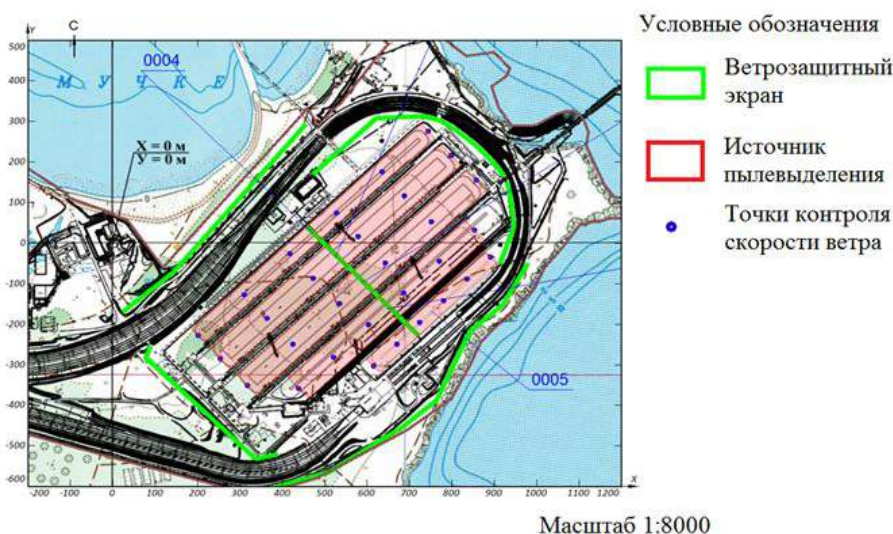 С
Y
500
400
300
200
100
0
-100
-200
-300
-400
-500
-600
-200
-100
0
100
200
300
400
500
600
700
800
900
1000
1100
1200
X
0004
М У Ч К Е
X = 0 м
У = 0 м
0005
Условные обозначения
Ветрозащитный
экран
Источник
пылевыделения
Точки контроля
скорости ветра
Масштаб 1:8000